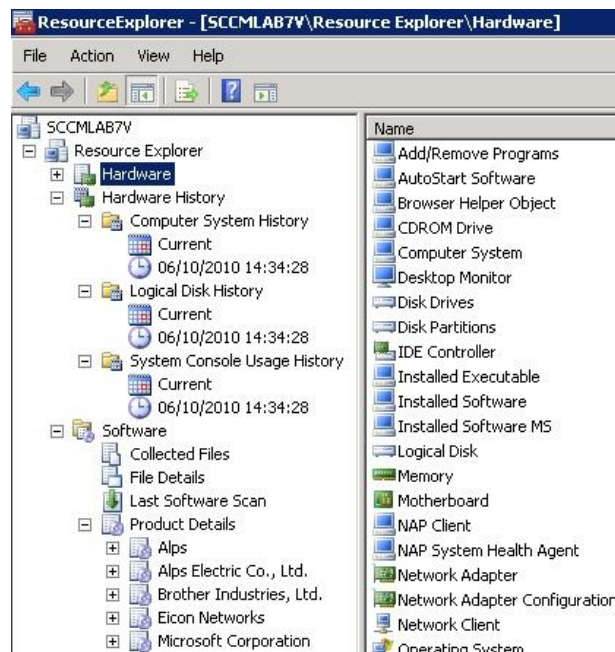 ResourceExplorer - [SCCMLAB7V\Resource Explorer\Hardware]
File Action View Help
SCCMLAB7V
Resource Explorer
Hardware
Hardware History
Computer System History
Current
06/10/2010 14:34:28
Logical Disk History
Current
06/10/2010 14:34:28
System Console Usage History
Current
06/10/2010 14:34:28
Software
Collected Files
File Details
Last Software Scan
Product Details
Alps
Alps Electric Co., Ltd.
Brother Industries, Ltd.
Eicon Networks
Microsoft Corporation
Name
Add/Remove Programs
AutoStart Software
Browser Helper Object
CDROM Drive
Computer System
Desktop Monitor
Disk Drives
Disk Partitions
IDE Controller
Installed Executable
Installed Software
Installed Software MS
Logical Disk
Memory
Motherboard
NAP Client
NAP System Health Agent
Network Adapter
Network Adapter Configuration
Network Client
Operating System